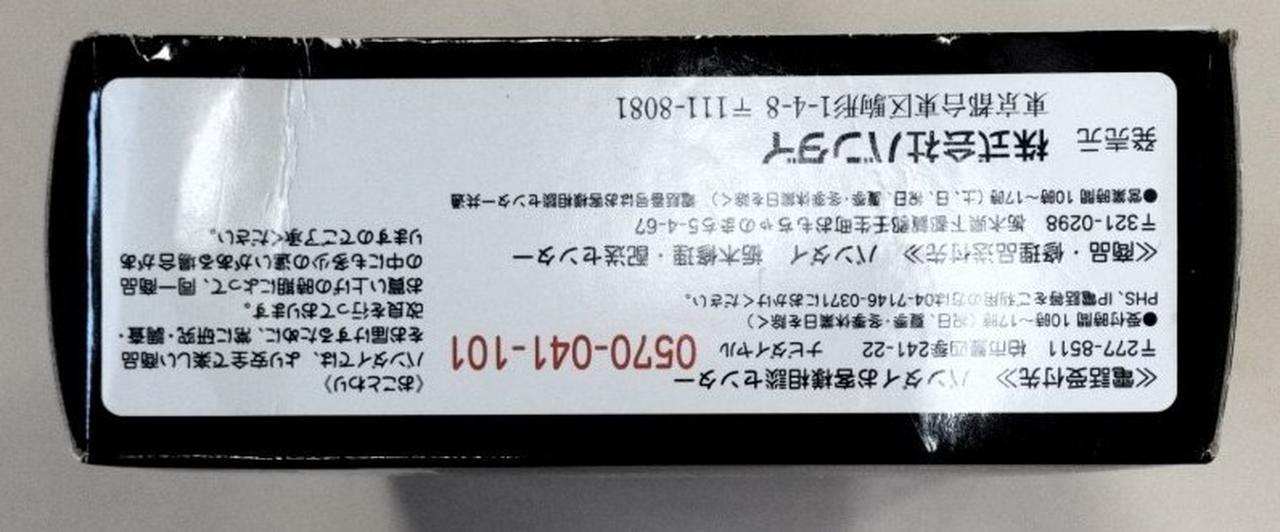 ≪電話受付先≫ バンダイお客様相談センター
〒277-8511 柏市豊四季241-22 ナビダイヤル 0570-041-101
●受付時間 10時〜17時（祝日、夏季・冬季休業日を除く）
PHS、IP電話等をご利用の方は04-7146-0371におかけください。
≪商品・修理品送付先≫ バンダイ 栃木修理・配送センター
〒321-0298 栃木県下都賀郡壬生町おもちゃのまち5-4-67
●営業時間 10時〜17時（土、日、祝日、夏季・冬季休業日を除く） 電話番号はお客様相談センター共通
発売元 株式会社バンダイ
東京都台東区駒形1-4-8 〒111-8081
《おことわり》
バンダイでは、より安全で楽しい商品
をお届けするために、常に研究・調査・
改良を行っております。
お買い上げの時期によって、同一商品
の中にも多少の違いがある場合があ
りますのでご了承ください。